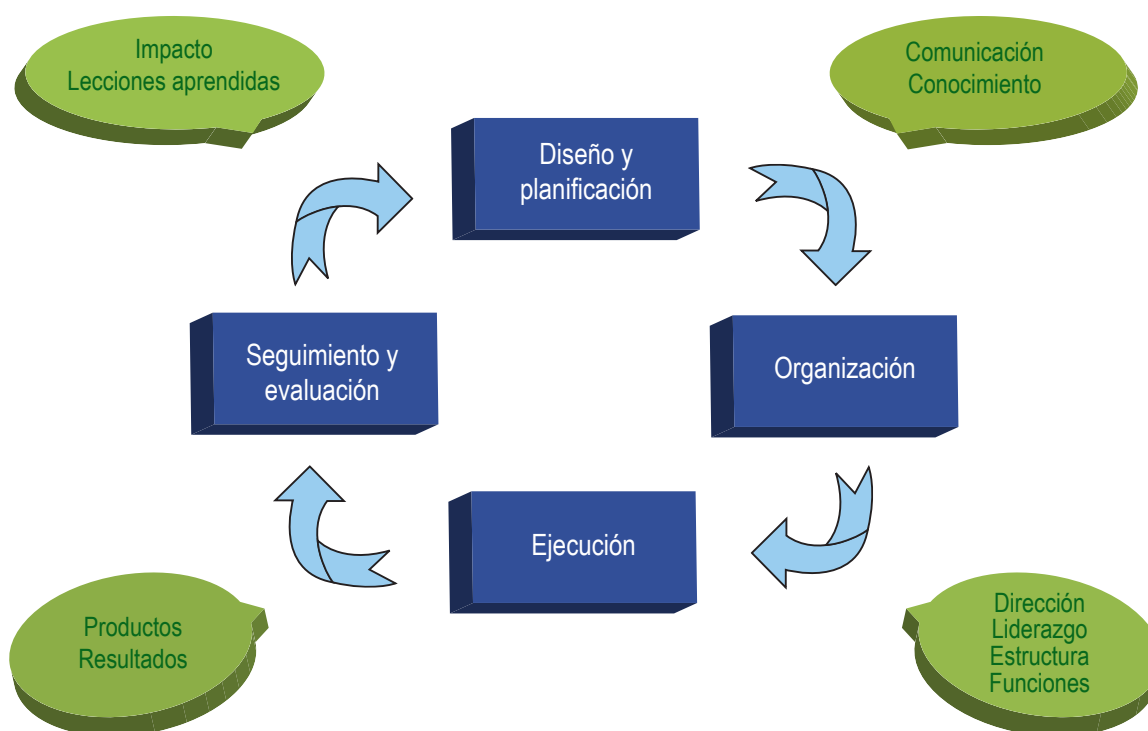 Impacto
Lecciones aprendidas
Comunicación
Conocimiento
Diseño y
planificación
Seguimiento y
evaluación
Organización
Ejecución
Productos
Resultados
Dirección
Liderazgo
Estructura
Funciones